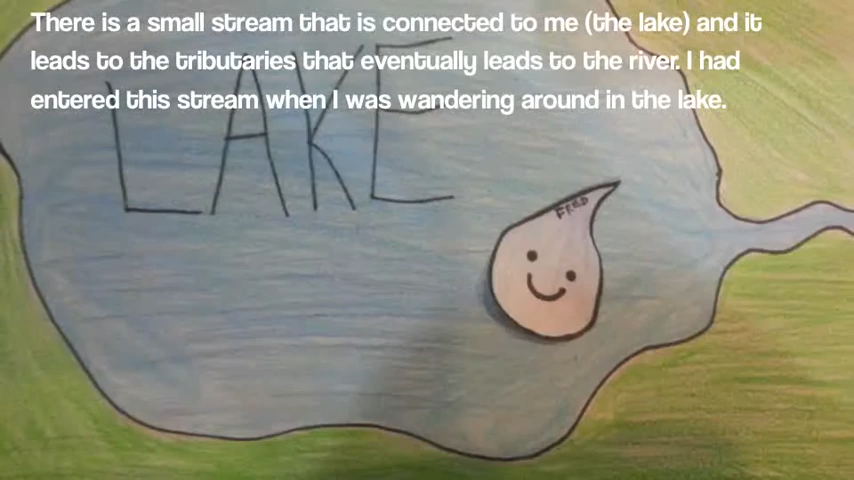 There is a small stream that is connected to me (the lake) and it
leads to the tributaries that eventually leads to the river. I had
entered this stream when I was wandering around in the lake.
LAKE
FRED